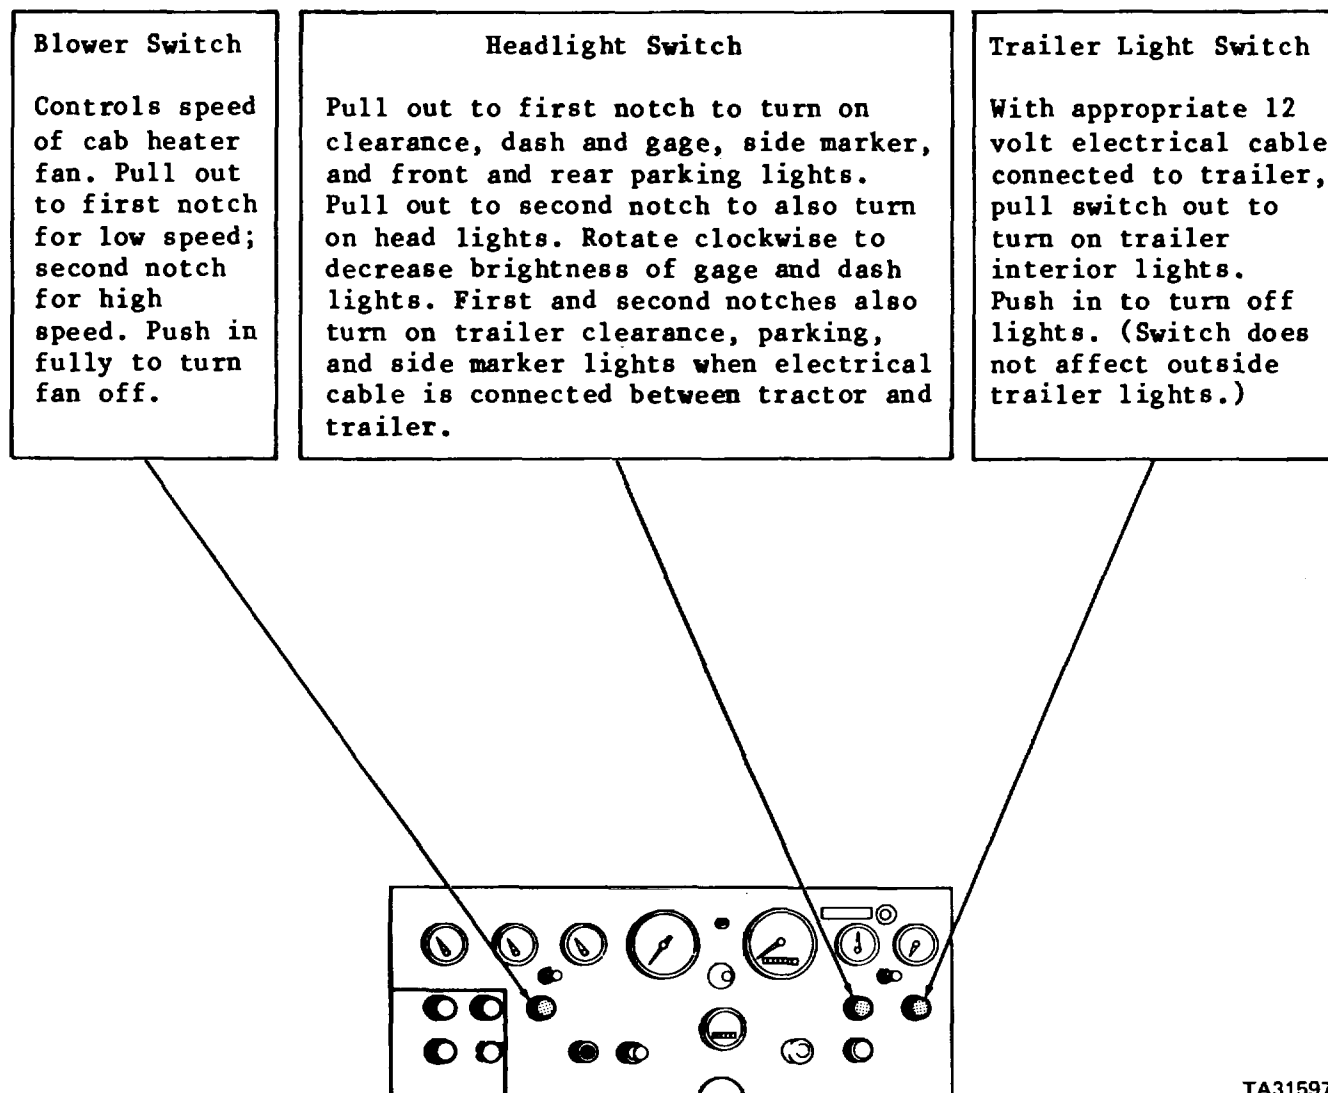 Blower Switch
Controls speed
of cab heater
fan. Pull out
to first notch
for low speed;
second notch
for high
speed. Push in
fully to turn
fan off.
Headlight Switch
Pull out to first notch to turn on
clearance, dash and gage, side marker,
and front and rear parking lights.
Pull out to second notch to also turn
on head lights. Rotate clockwise to
decrease brightness of gage and dash
lights. First and second notches also
turn on trailer clearance, parking,
and side marker lights when electrical
cable is connected between tractor and
trailer.
Trailer Light Switch
With appropriate 12
volt electrical cable
connected to trailer,
pull switch out to
turn on trailer
interior lights.
Push in to turn off
lights. (Switch does
not affect outside
trailer lights.)
TA31597